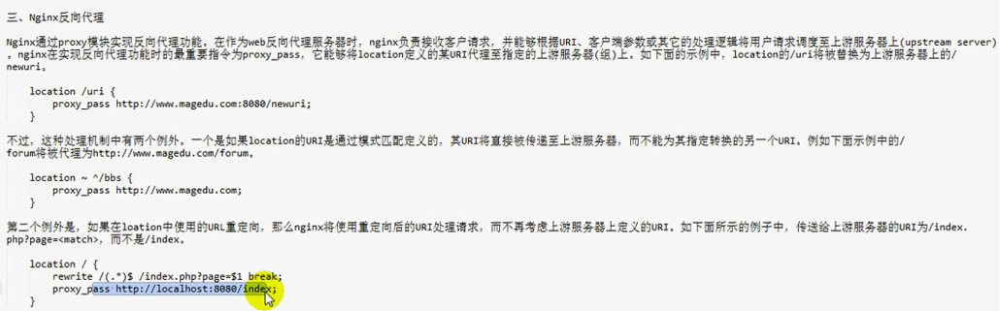 三、Nginx反向代理
Nginx通过proxy模块实现反向代理功能。在作为web反向代理服务器时，nginx负责接收客户请求，并能够根据URI、客户端参数或其它的处理逻辑将用户请求调度至上游服务器上(upstream server)
。nginx在实现反向代理功能时的最重要指令为proxy_pass，它能够将location定义的某URI代理至指定的上游服务器(组)上。如下面的示例中，location的/uri将被替换为上游服务器上的/
newuri。
location /uri {
proxy_pass http://www.magedu.com:8080/newuri;
}
不过，这种处理机制中有两个例外。一个是如果location的URI是通过模式匹配定义的，其URI将直接被传递至上游服务器，而不能为其指定转换的另一个URI。例如下面示例中的/
forum将被代理为http://www.magedu.com/forum。
location ~ ^/bbs {
proxy_pass http://www.magedu.com;
}
第二个例外是，如果在loation中使用的URL重定向，那么nginx将使用重定向后的URI处理请求，而不再考虑上游服务器上定义的URI。如下面所示的例子中，传送给上游服务器的URI为/index.
php?page=<match>，而不是/index。
location / {
rewrite /(.*)$ /index.php?page=$1 break;
proxy_pass http://localhost:8080/index;
}